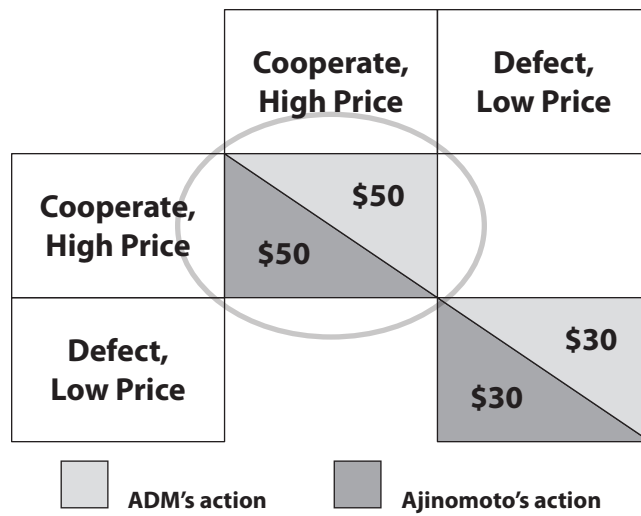 Cooperate,
High Price
Defect,
Low Price
Cooperate,
High Price
$50
$50
Defect,
Low Price
$30
$30
ADM's action
Ajinomoto's action